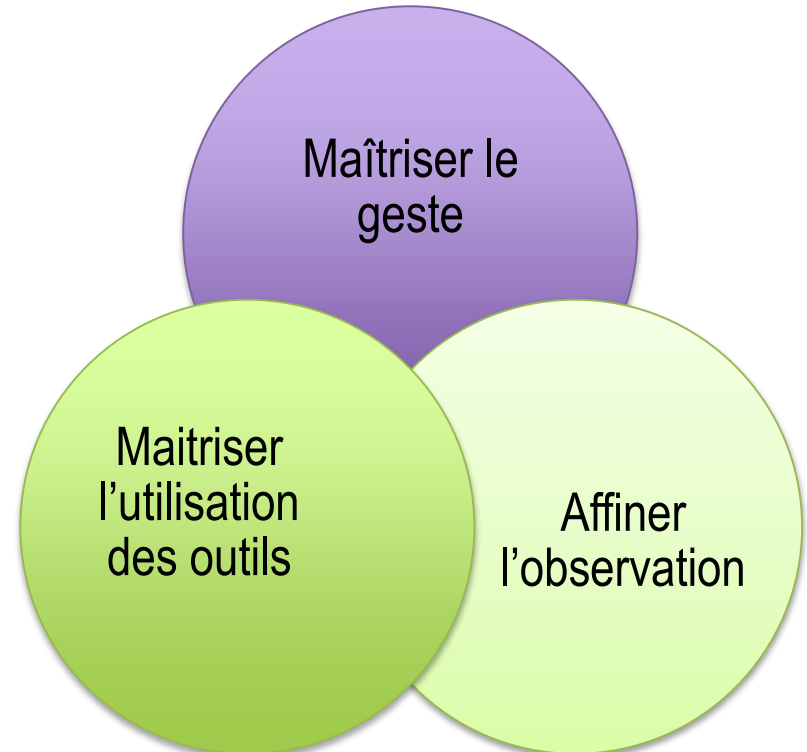 Maîtriser le
geste
Maitriser
l’utilisation
des outils
Affiner
l’observation